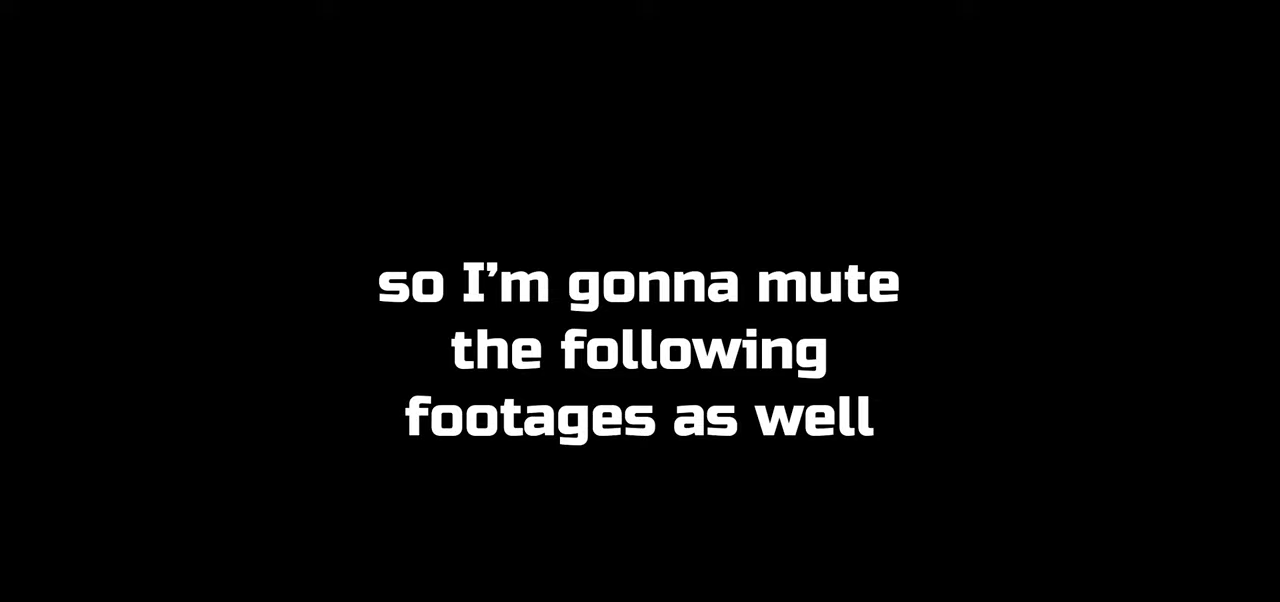 so I’m gonna mute
the following
footages as well